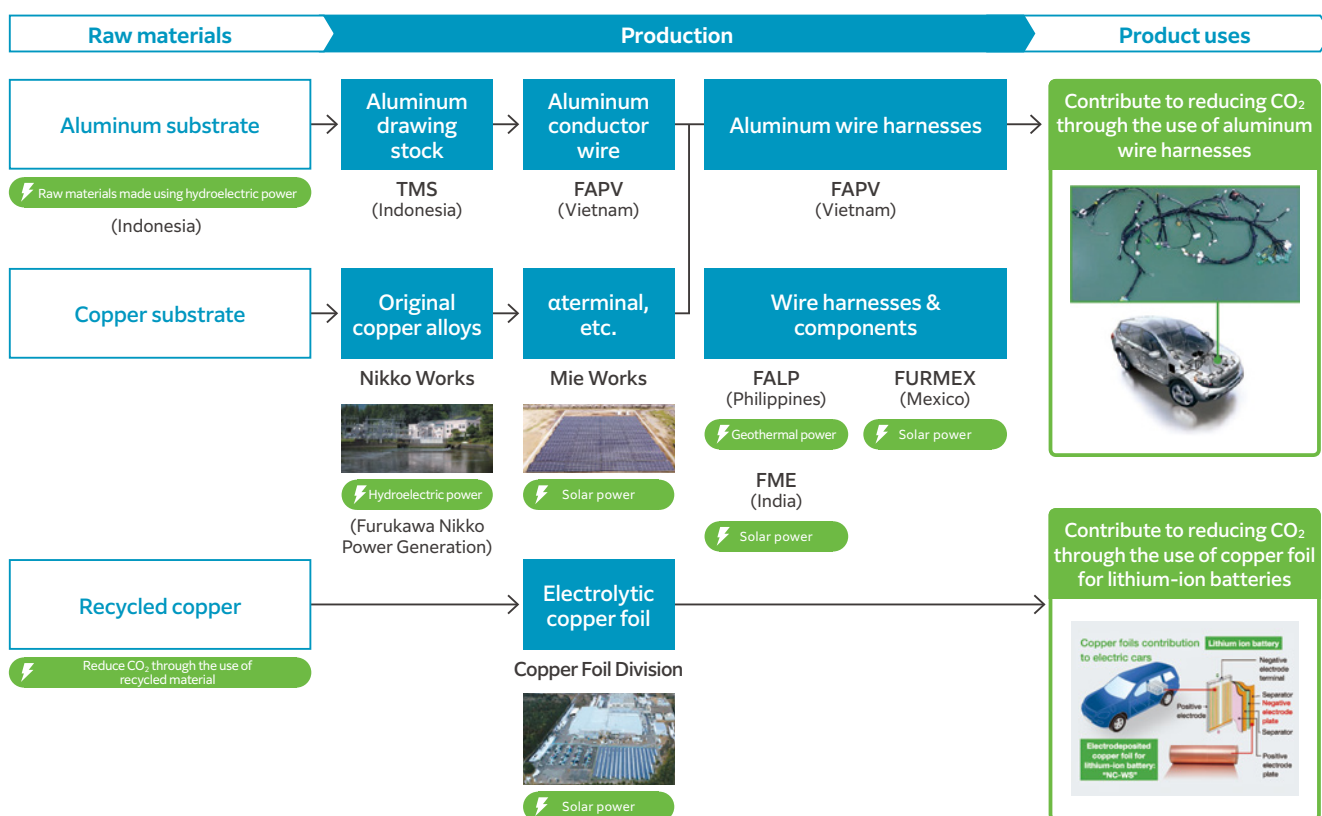 Raw materials
Production
Product uses
Aluminum substrate
Raw materials made using hydroelectric power
(Indonesia)
Aluminum
drawing
stock
TMS
(Indonesia)
Aluminum
conductor
wire
FAPV
(Vietnam)
Aluminum wire harnesses
FAPV
(Vietnam)
Contribute to reducing CO₂
through the use of aluminum
wire harnesses
Copper substrate
Original
copper alloys
Nikko Works
Hydroelectric power
(Furukawa Nikko
Power Generation)
αterminal,
etc.
Mie Works
Solar power
Wire harnesses &
components
FALP
(Philippines)
Geothermal power
FURMEX
(Mexico)
Solar power
FME
(India)
Solar power
Recycled copper
Reduce CO₂ through the use of
recycled material
Electrolytic
copper foil
Copper Foil Division
Solar power
Contribute to reducing CO₂
through the use of copper foil
for lithium-ion batteries
Copper foils contribution
to electric cars
Lithium ion battery
Negative
electrode
terminal
Separator
Negative
electrode
plate
Separator
Positive
electrode
Positive
electrode
plate
Electrodeposited
copper foil for
lithium-ion battery:
"NC-WS"